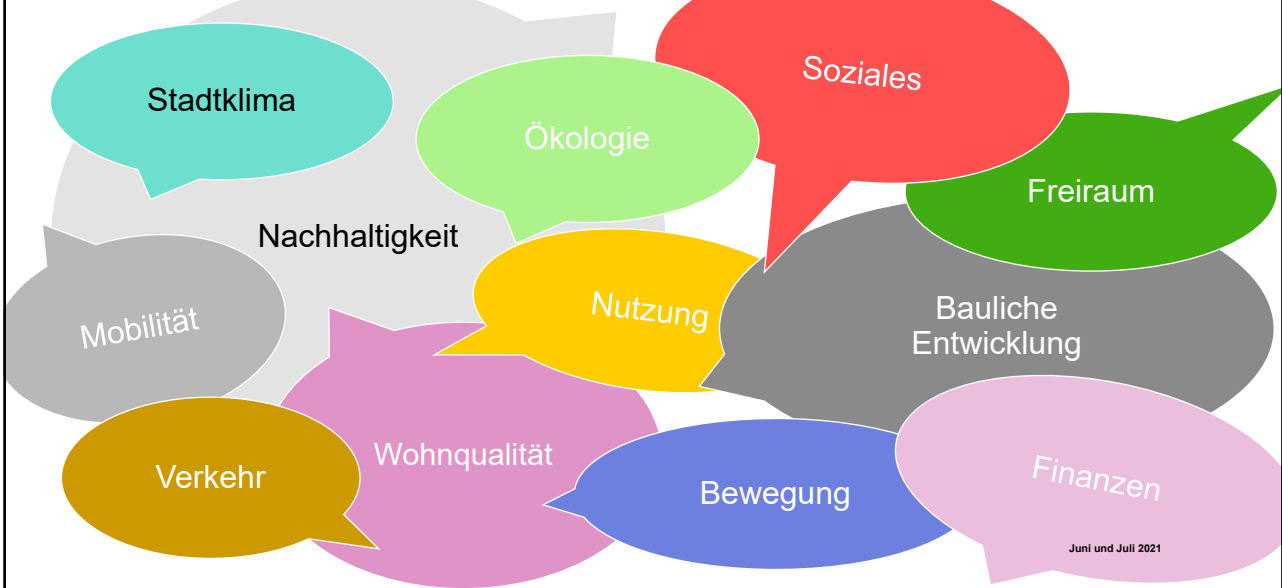 Soziales
Stadtklima
Ökologie
Freiraum
Nachhaltigkeit
Nutzung
Mobilität
Bauliche
Entwicklung
Wohnqualität
Verkehr
Bewegung
Finanzen
Juni und Juli 2021